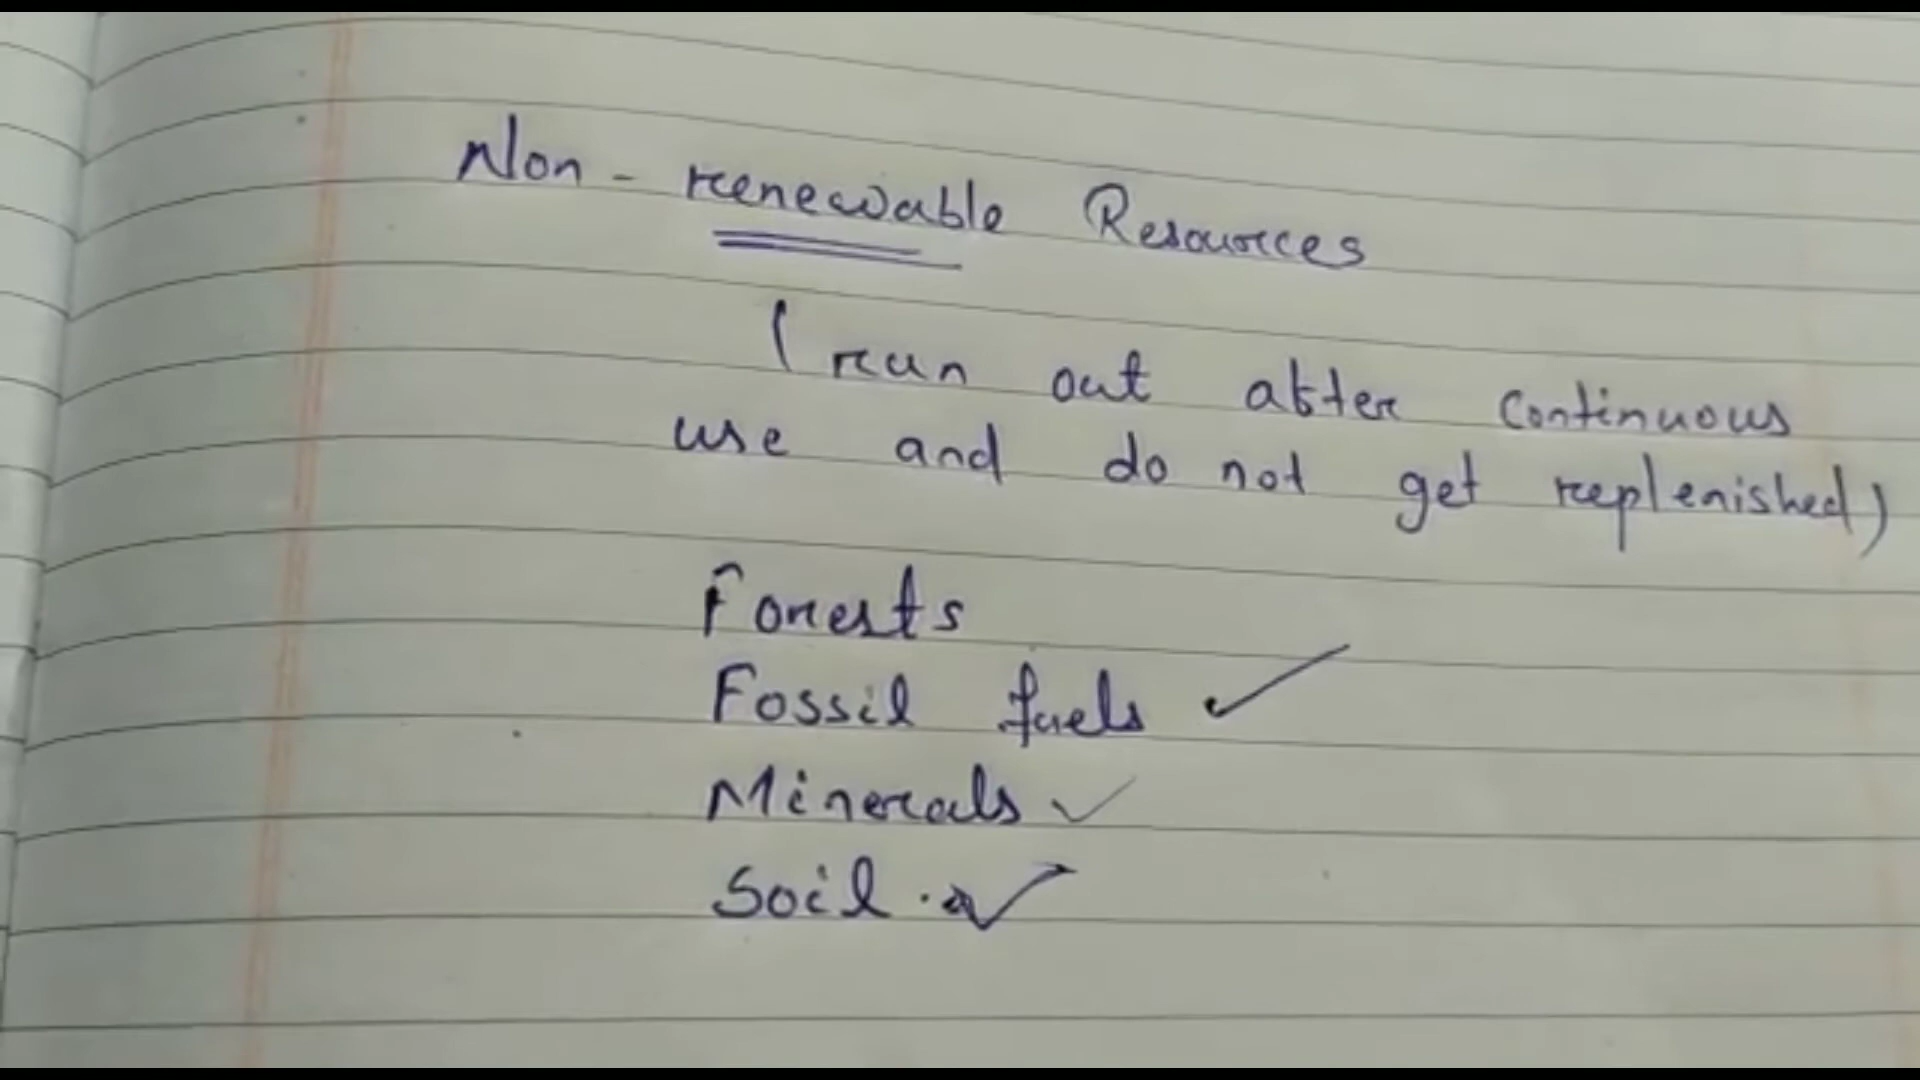 Non - renewable Resources
(run out after continuous
use and do not get replenished)
Forests
Fossil fuels ✓
Minerals ✓
Soil . ✓